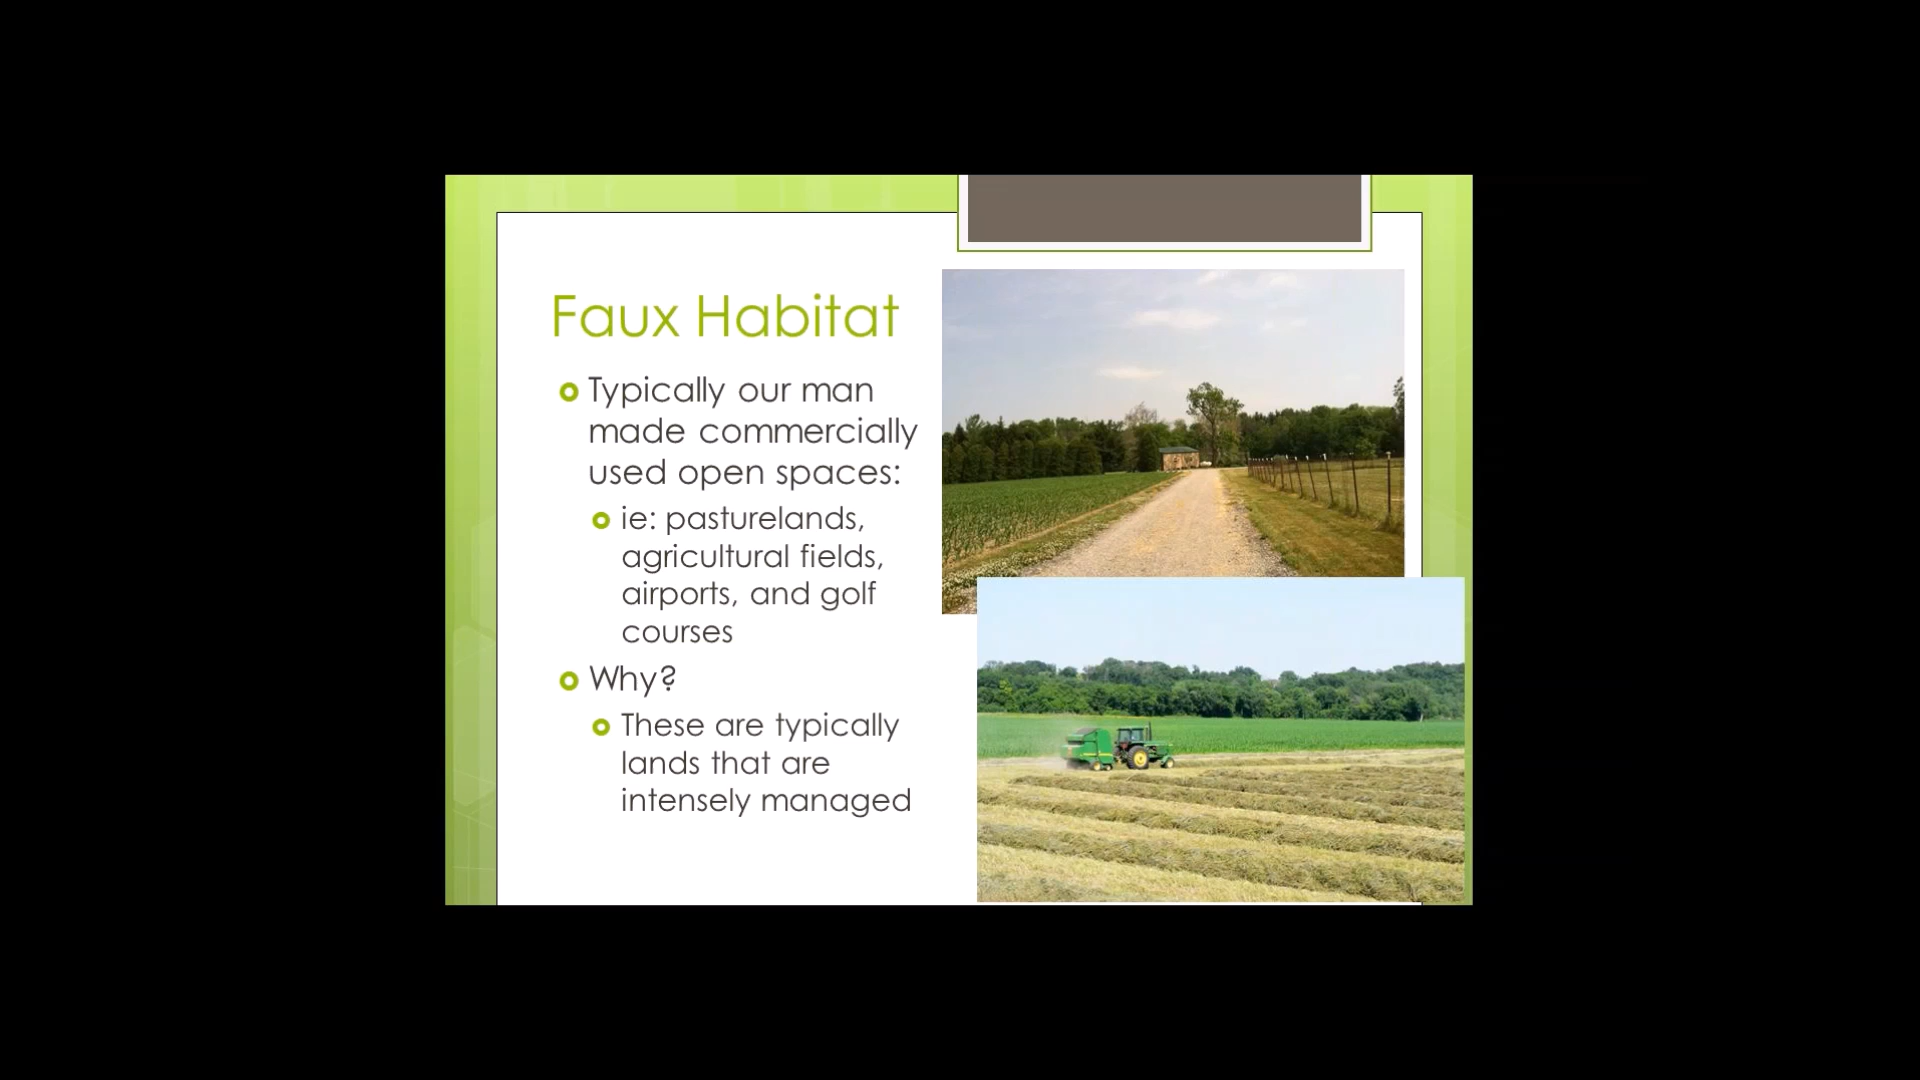 Faux Habitat
Typically our man
made commercially
used open spaces:
ie: pasturelands,
agricultural fields,
airports, and golf
courses
Why?
These are typically
lands that are
intensely managed